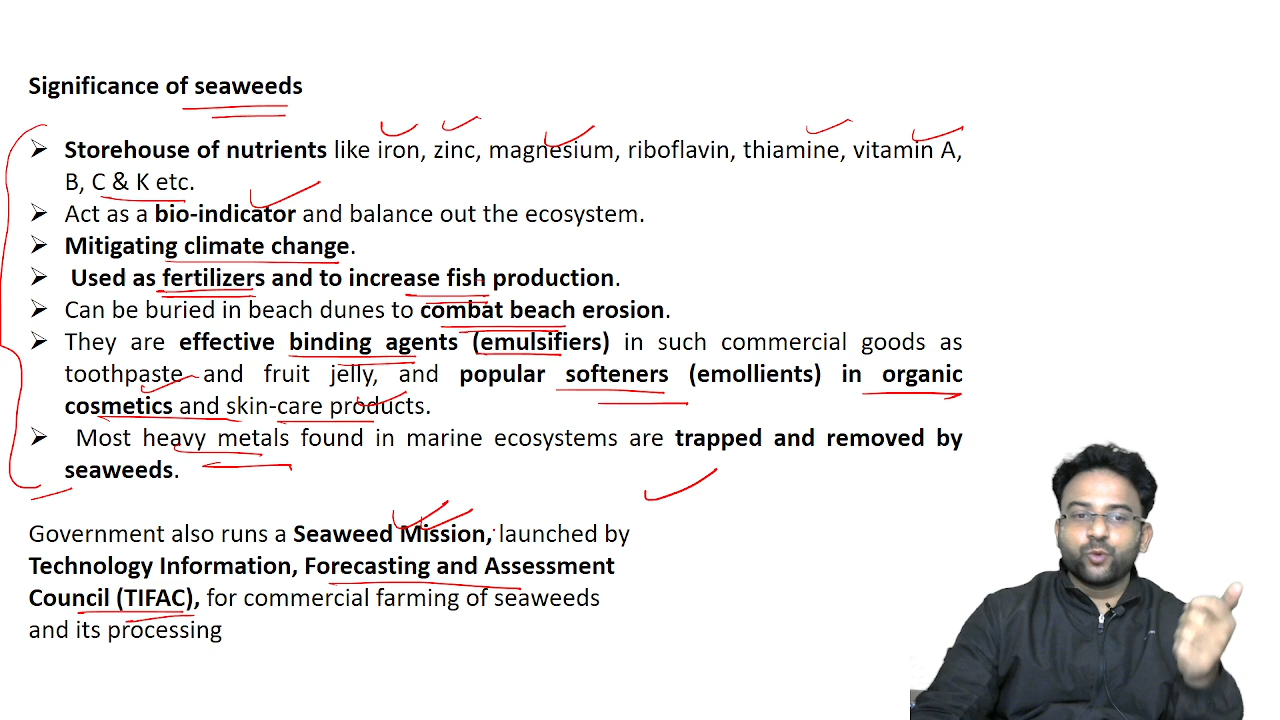 Significance of seaweeds
➢ Storehouse of nutrients like iron, zinc, magnesium, riboflavin, thiamine, vitamin A,
B, C & K etc.
➢ Act as a bio-indicator and balance out the ecosystem.
➢ Mitigating climate change.
➢ Used as fertilizers and to increase fish production.
➢ Can be buried in beach dunes to combat beach erosion.
➢ They are effective binding agents (emulsifiers) in such commercial goods as
toothpaste and fruit jelly, and popular softeners (emollients) in organic
cosmetics and skin-care products.
➢ Most heavy metals found in marine ecosystems are trapped and removed by
seaweeds.
Government also runs a Seaweed Mission, launched by
Technology Information, Forecasting and Assessment
Council (TIFAC), for commercial farming of seaweeds
and its processing